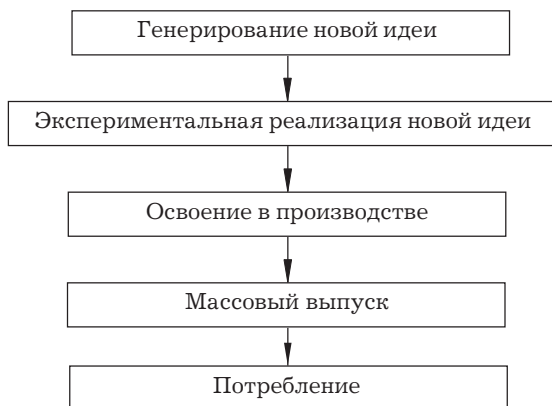 Генерирование новой идеи
Экспериментальная реализация новой идеи
Освоение в производстве
Массовый выпуск
Потребление